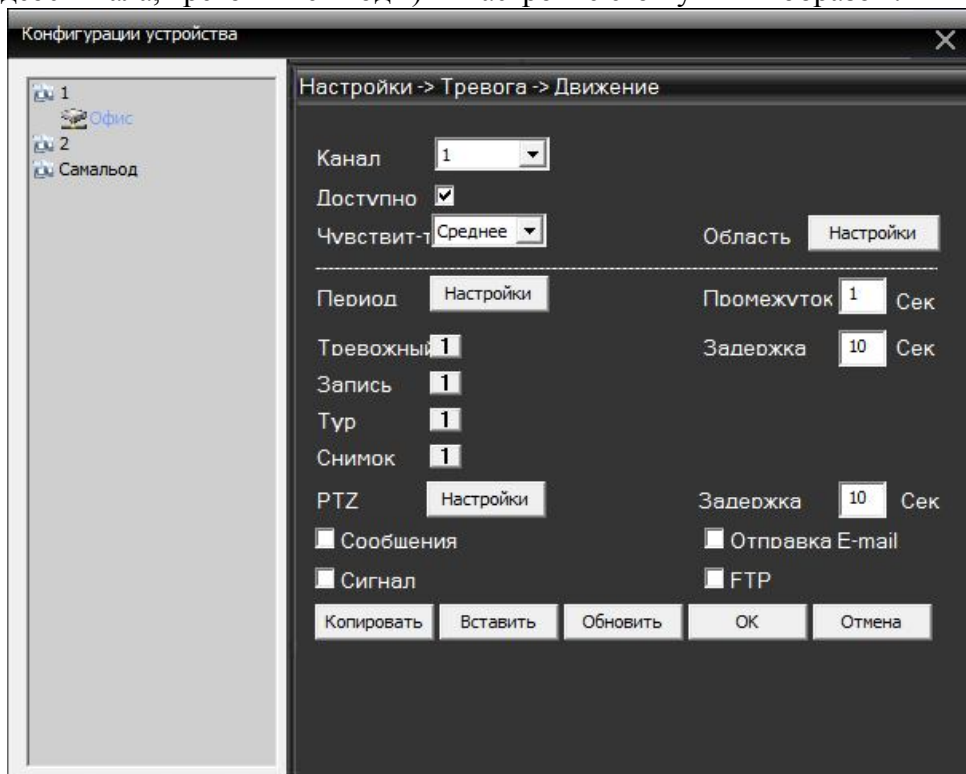 Конфигурации устройства
1
Офис
2
Самальод
Настройки -> Тревога -> Движение
Канал 1
Доступно
Чувствит-т Среднее Область Настройки
Период Настройки Промежуток 1 Сек
Тревожный 1 Задержка 10 Сек
Запись 1
Тур 1
Снимок 1
PTZ Настройки Задержка 10 Сек
Сообщения Отправка E-mail
Сигнал FTP
Копировать Вставить Обновить OK Отмена